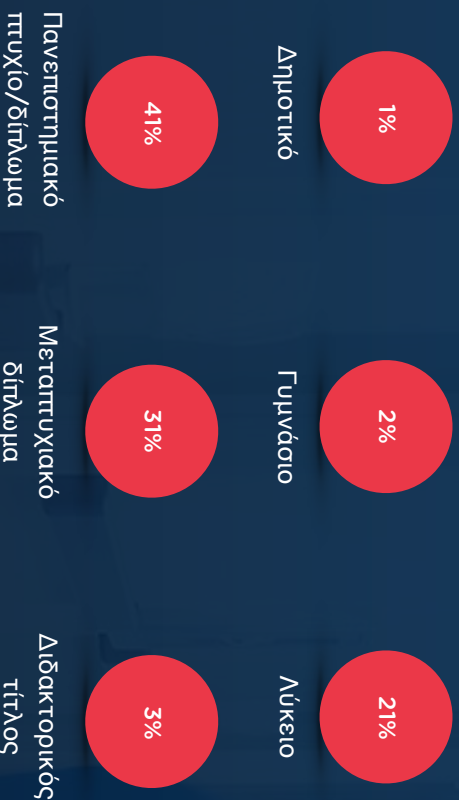 1%
Δημοτικό
2%
Γυμνάσιο
21%
Λύκειο
41%
Πανεπιστημιακό
πτυχίο/δίπλωμα
31%
Μεταπτυχιακό
δίπλωμα
3%
Διδακτορικός
τίτλος